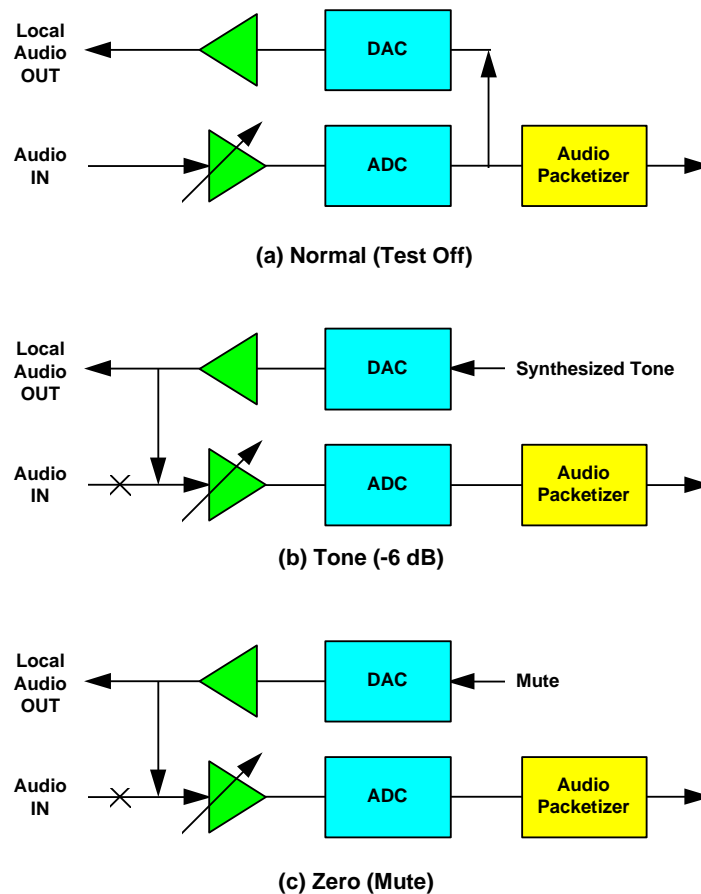 Local
Audio
OUT
DAC
Audio
IN
ADC
Audio
Packetizer
(a) Normal (Test Off)
Local
Audio
OUT
DAC
Synthesized Tone
Audio
IN
ADC
Audio
Packetizer
(b) Tone (-6 dB)
Local
Audio
OUT
DAC
Mute
Audio
IN
ADC
Audio
Packetizer
(c) Zero (Mute)